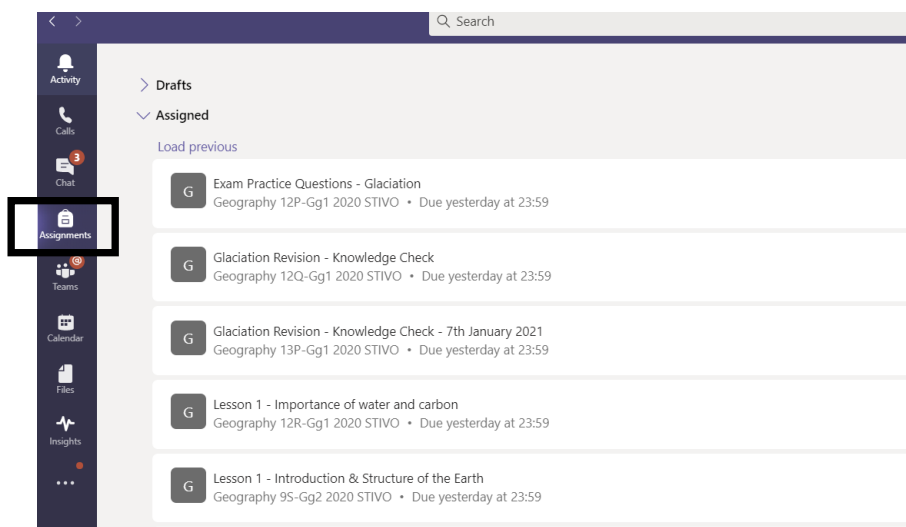 Search
Activity
Calls
3
Chat
Assignments
@
Teams
Calendar
Files
Insights
Drafts
Assigned
Load previous
G
Exam Practice Questions - Glaciation
Geography 12P-Gg1 2020 STIVO • Due yesterday at 23:59
G
Glaciation Revision - Knowledge Check
Geography 12Q-Gg1 2020 STIVO • Due yesterday at 23:59
G
Glaciation Revision - Knowledge Check - 7th January 2021
Geography 13P-Gg1 2020 STIVO • Due yesterday at 23:59
G
Lesson 1 - Importance of water and carbon
Geography 12R-Gg1 2020 STIVO • Due yesterday at 23:59
G
Lesson 1 - Introduction & Structure of the Earth
Geography 9S-Gg2 2020 STIVO • Due yesterday at 23:59